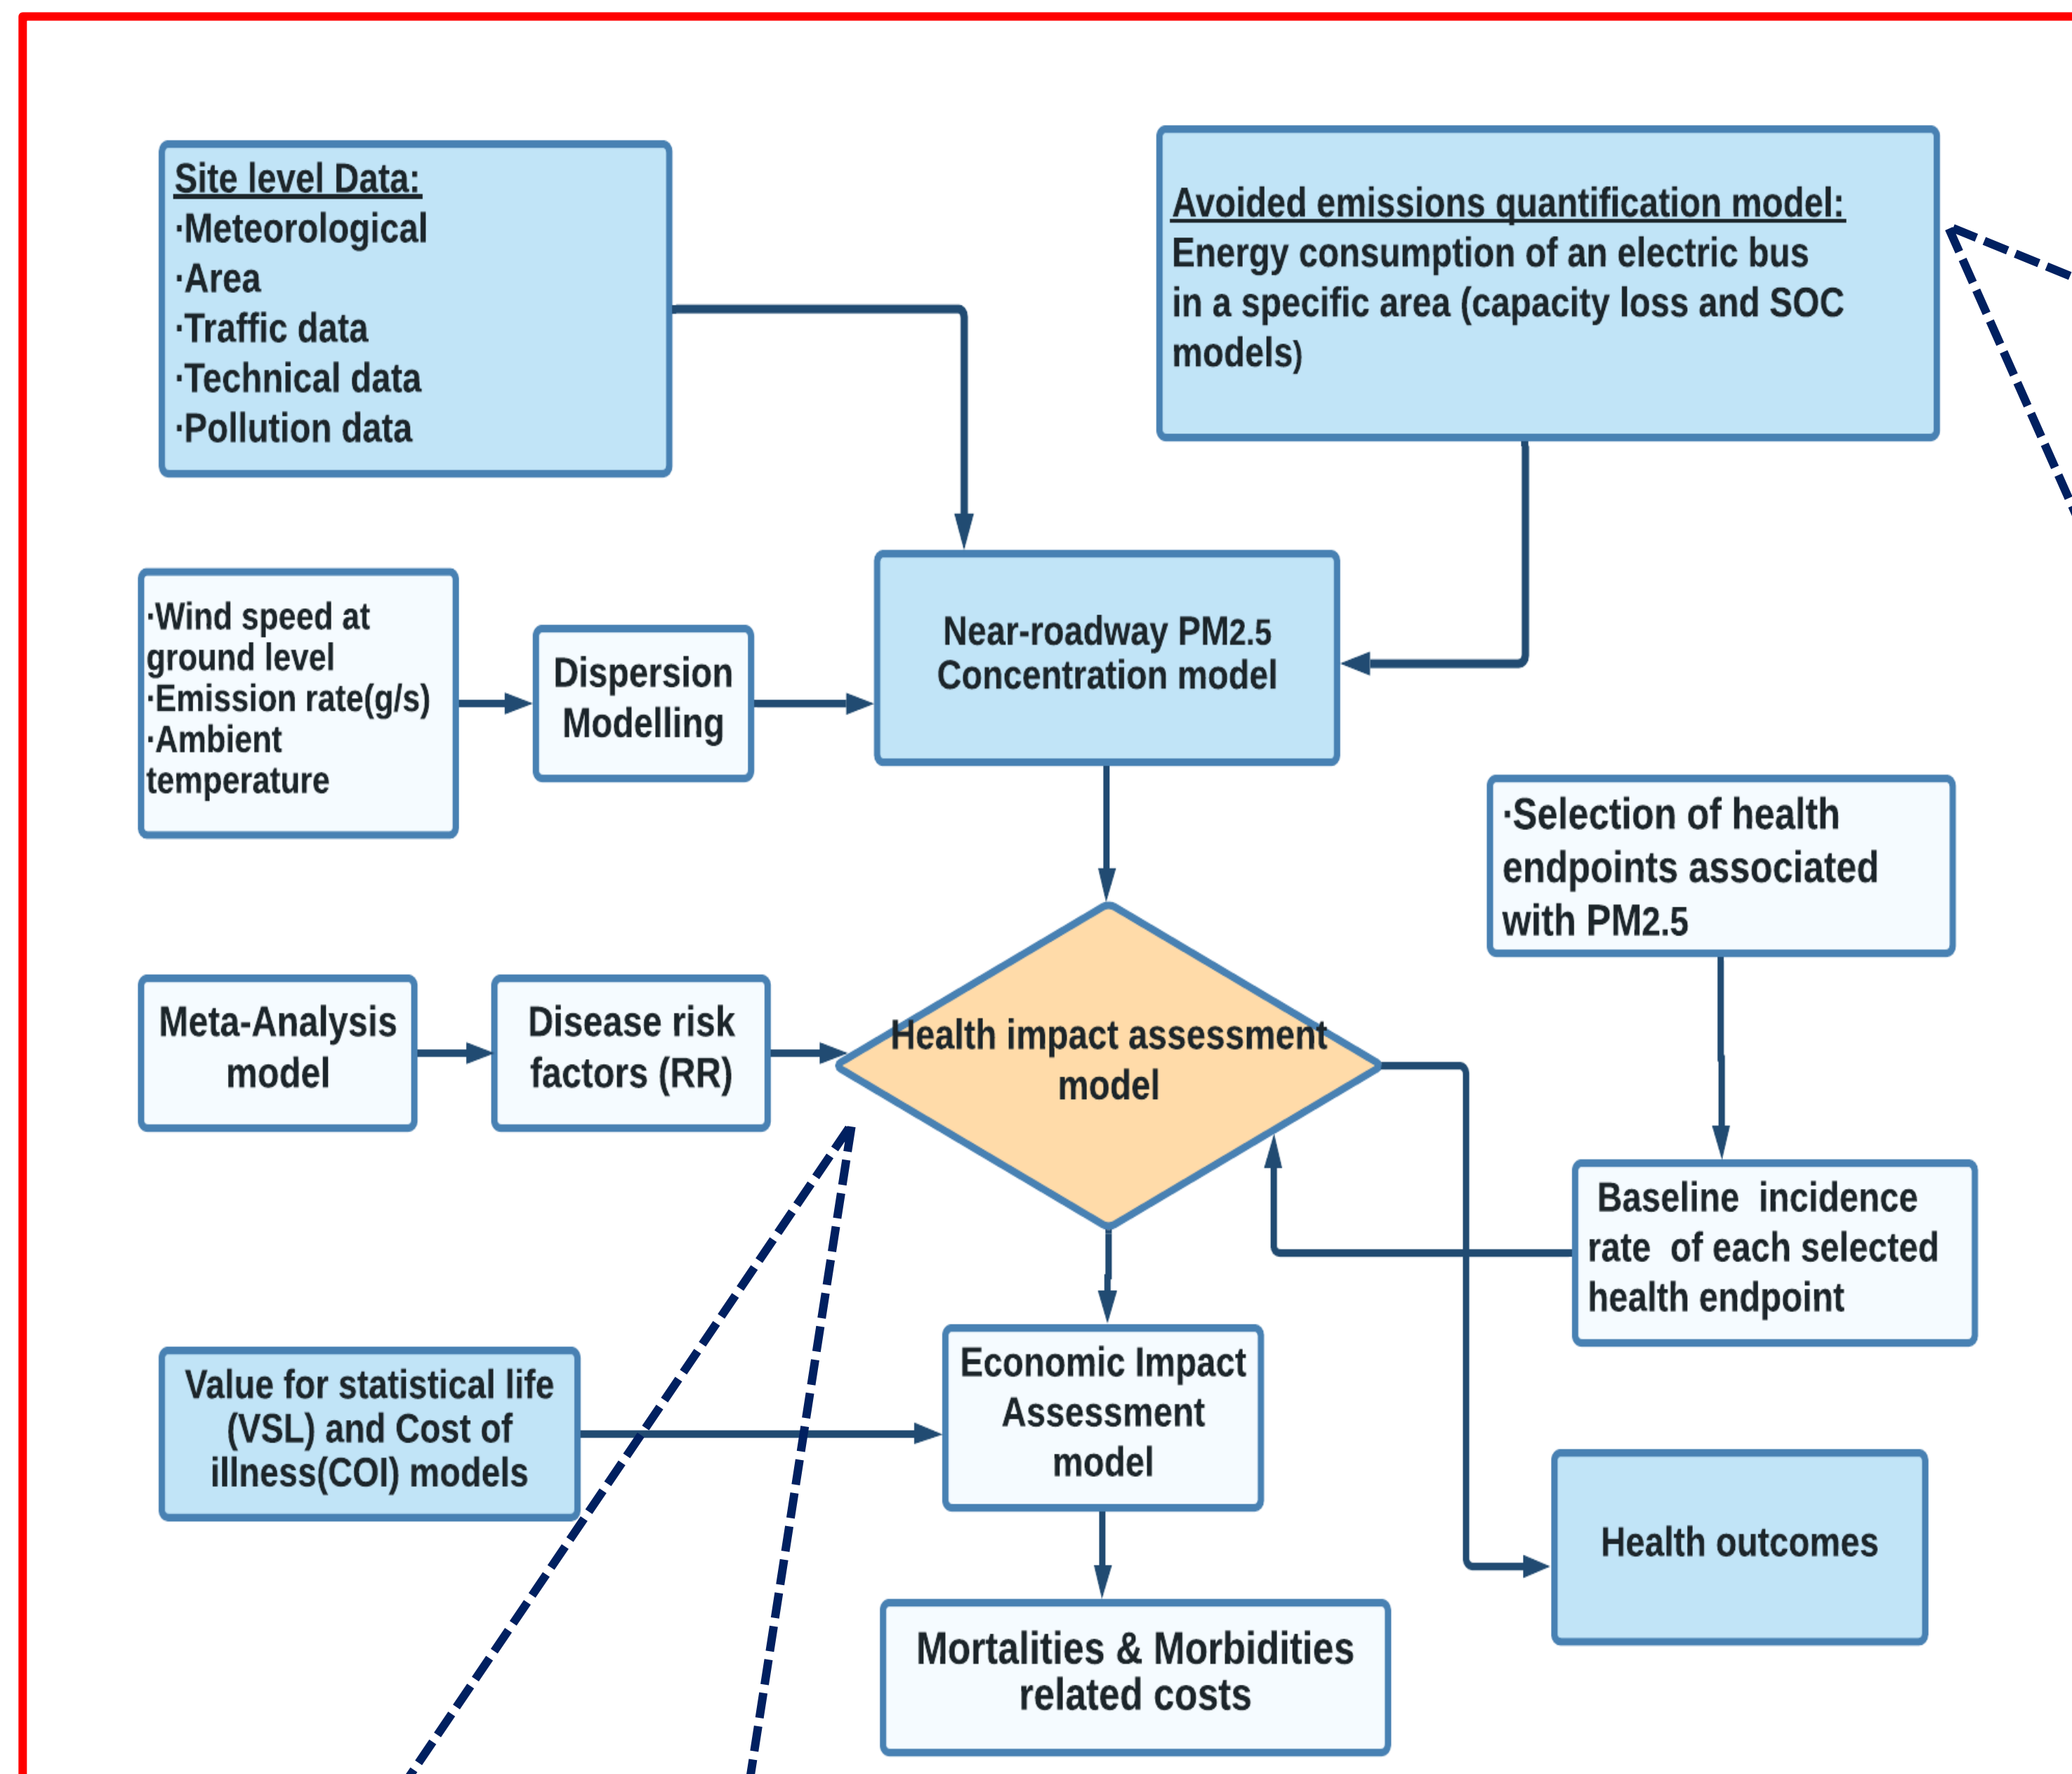 Site level Data:
·Meteorological
·Area
·Traffic data
·Technical data
·Pollution data
Avoided emissions quantification model:
Energy consumption of an electric bus
in a specific area (capacity loss and SOC
models)
·Wind speed at
ground level
·Emission rate(g/s)
·Ambient
temperature
Dispersion
Modelling
Near-roadway PM2.5
Concentration model
·Selection of health
endpoints associated
with PM2.5
Meta-Analysis
model
Disease risk
factors (RR)
Health impact assessment
model
Baseline incidence
rate of each selected
health endpoint
Value for statistical life
(VSL) and Cost of
illness(COI) models
Economic Impact
Assessment
model
Health outcomes
Mortalities & Morbidities
related costs